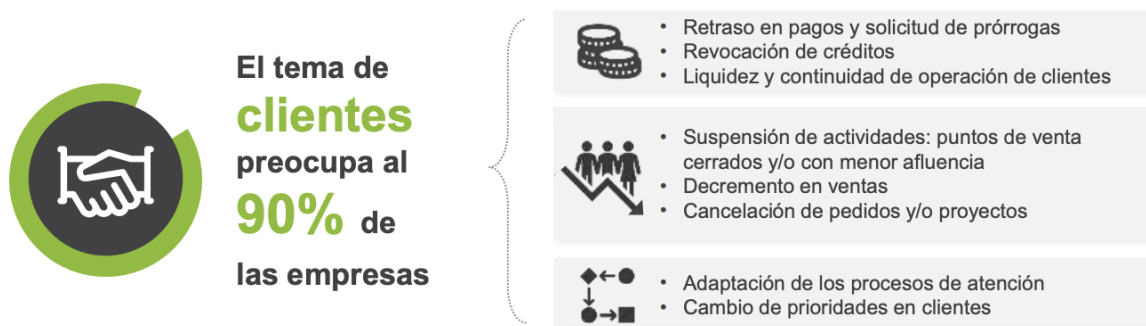 El tema de
clientes
preocupa al
90% de
las empresas
• Retraso en pagos y solicitud de prórrogas
• Revocación de créditos
• Liquidez y continuidad de operación de clientes
• Suspensión de actividades: puntos de venta
cerrados y/o con menor afluencia
• Decremento en ventas
• Cancelación de pedidos y/o proyectos
• Adaptación de los procesos de atención
• Cambio de prioridades en clientes